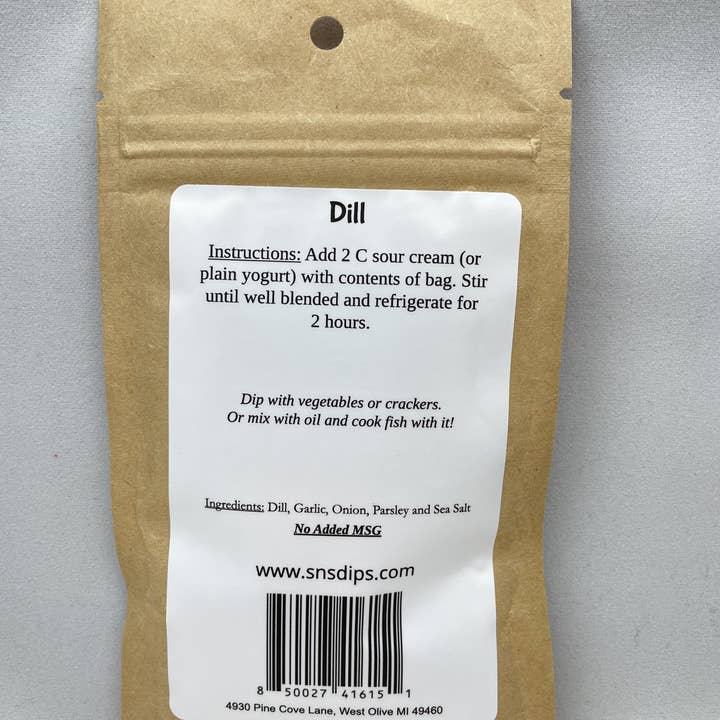 Dill
Instructions: Add 2 C sour cream (or
plain yogurt) with contents of bag. Stir
until well blended and refrigerate for
2 hours.
Dip with vegetables or crackers.
Or mix with oil and cook fish with it!
Ingredients: Dill, Garlic, Onion, Parsley and Sea Salt
No Added MSG
www.snsdips.com
8 50027 41615 1
4930 Pine Cove Lane, West Olive MI 49460